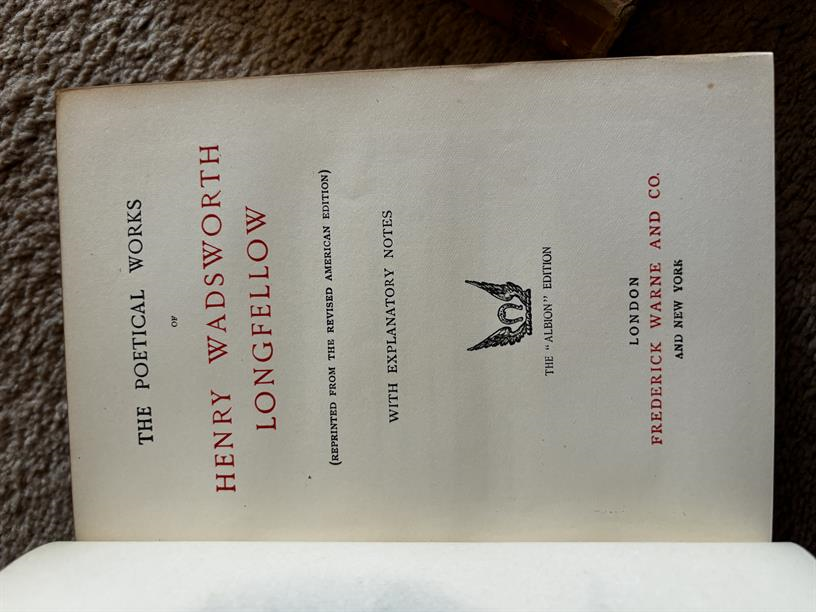 THE POETICAL WORKS
OF
HENRY WADSWORTH
LONGFELLOW
(REPRINTED FROM THE REVISED AMERICAN EDITION)
WITH EXPLANATORY NOTES
THE "ALBION" EDITION
LONDON
FREDERICK WARNE AND CO.
AND NEW YORK